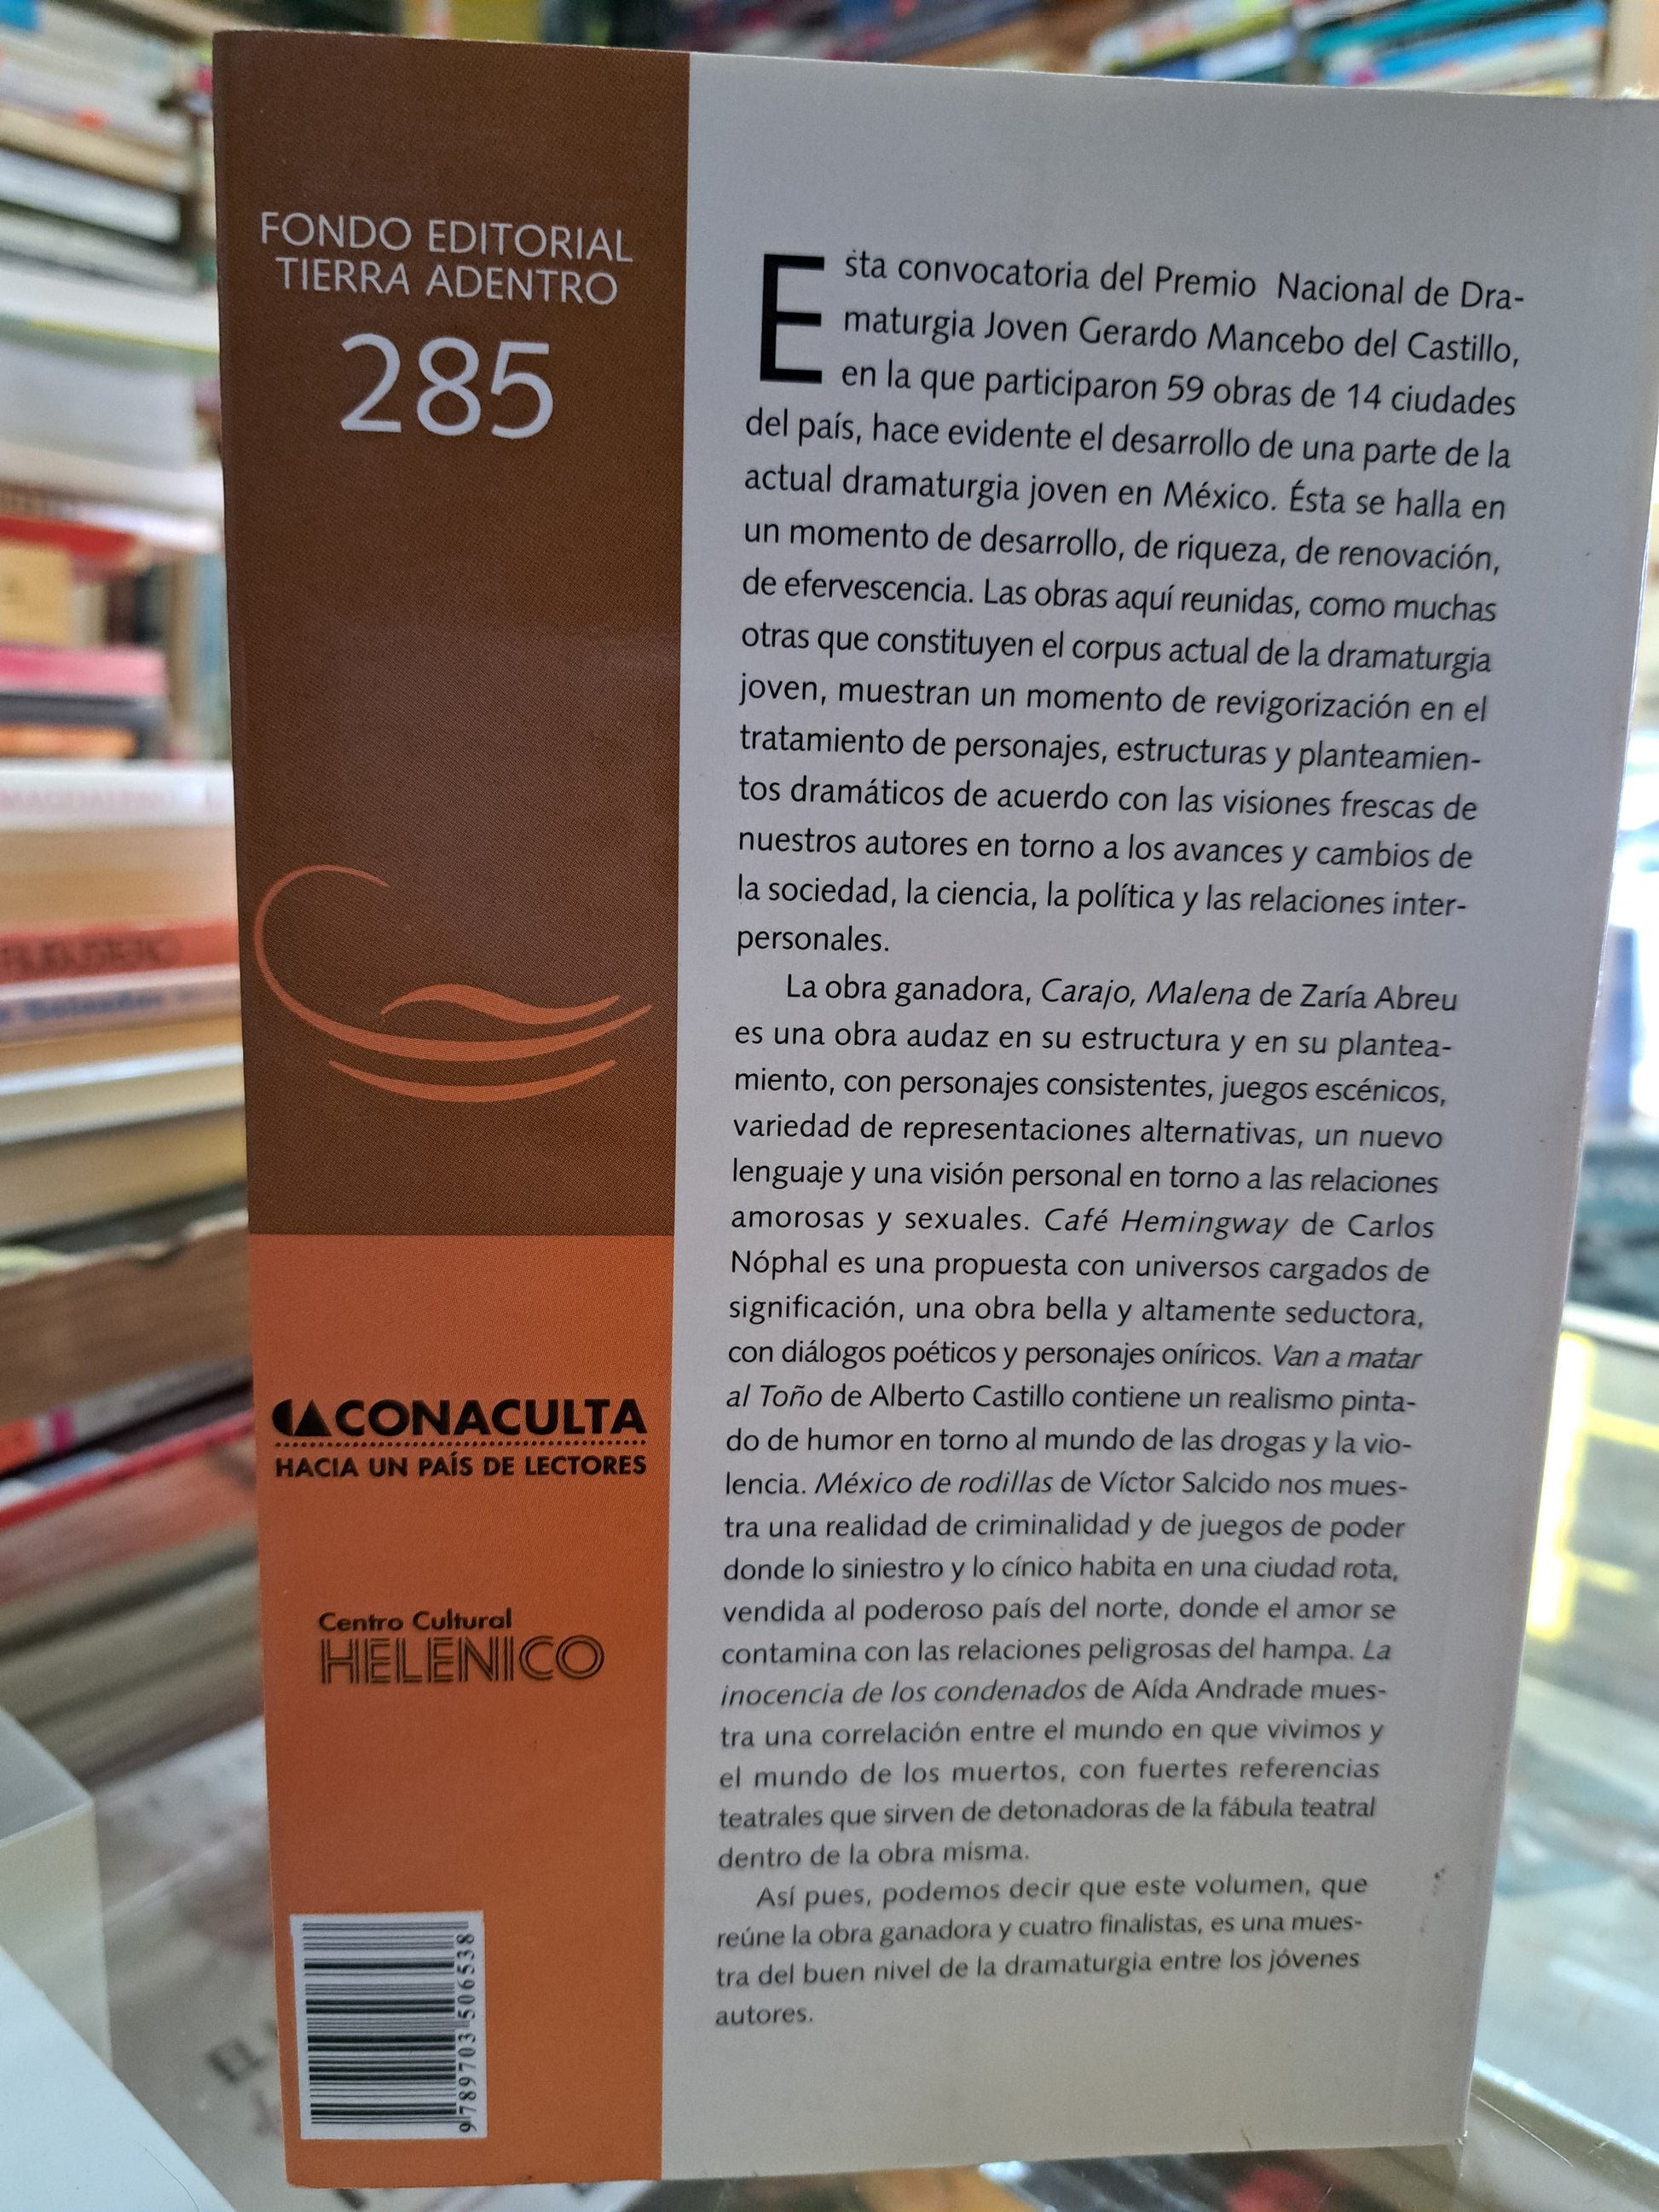 FONDO EDITORIAL
TIERRA ADENTRO
285
CONACULTA
HACIA UN PAÍS DE LECTORES
Centro Cultural
HELENICO
9789703506538
Esta convocatoria del Premio Nacional de Dra-
maturgia Joven Gerardo Mancebo del Castillo,
en la que participaron 59 obras de 14 ciudades
del país, hace evidente el desarrollo de una parte de la
actual dramaturgia joven en México. Ésta se halla en
un momento de desarrollo, de riqueza, de renovación,
de efervescencia. Las obras aquí reunidas, como muchas
otras que constituyen el corpus actual de la dramaturgia
joven, muestran un momento de revigorización en el
tratamiento de personajes, estructuras y planteamien-
tos dramáticos de acuerdo con las visiones frescas de
nuestros autores en torno a los avances y cambios de
la sociedad, la ciencia, la política y las relaciones inter-
personales.
La obra ganadora, Carajo, Malena de Zaría Abreu
es una obra audaz en su estructura y en su plantea-
miento, con personajes consistentes, juegos escénicos,
variedad de representaciones alternativas, un nuevo
lenguaje y una visión personal en torno a las relaciones
amorosas y sexuales. Café Hemingway de Carlos
Nóphal es una propuesta con universos cargados de
significación, una obra bella y altamente seductora,
con diálogos poéticos y personajes oníricos. Van a matar
al Toño de Alberto Castillo contiene un realismo pinta-
do de humor en torno al mundo de las drogas y la vio-
lencia. México de rodillas de Víctor Salcido nos mues-
tra una realidad de criminalidad y de juegos de poder
donde lo siniestro y lo cínico habita en una ciudad rota,
vendida al poderoso país del norte, donde el amor se
contamina con las relaciones peligrosas del hampa. La
inocencia de los condenados de Aída Andrade mues-
tra una correlación entre el mundo en que vivimos y
el mundo de los muertos, con fuertes referencias
teatrales que sirven de detonadoras de la fábula teatral
dentro de la obra misma.
Así pues, podemos decir que este volumen, que
reúne la obra ganadora y cuatro finalistas, es una mues-
tra del buen nivel de la dramaturgia entre los jóvenes
autores.